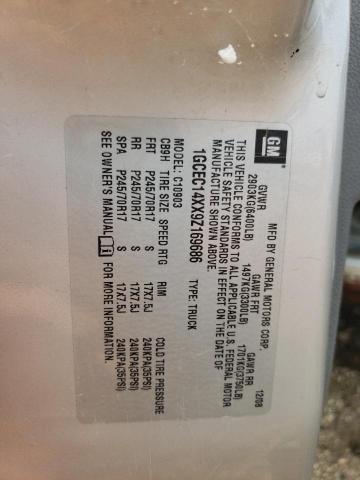 GM
MFD BY GENERAL MOTORS CORP. 12/08
GVWR GAWR FRT GAWR RR
2903KG(6400LB) 1497KG(3300LB) 1701KG(3750LB)
THIS VEHICLE CONFORMS TO ALL APPLICABLE U.S. FEDERAL MOTOR
VEHICLE SAFETY STANDARDS IN EFFECT ON THE DATE OF
MANUFACTURE SHOWN ABOVE.
1GCEC14XX9Z109686 TYPE: TRUCK
C10903
CB9H TIRE SIZE SPEED RTG RIM COLD TIRE PRESSURE
FRT P245/70R17 S 17X7.5J 240KPA(35PSI)
RR P245/70R17 S 17X7.5J 240KPA(35PSI)
SPA P245/70R17 S 17X7.5J 240KPA(35PSI)
SEE OWNER'S MANUAL FOR MORE INFORMATION.